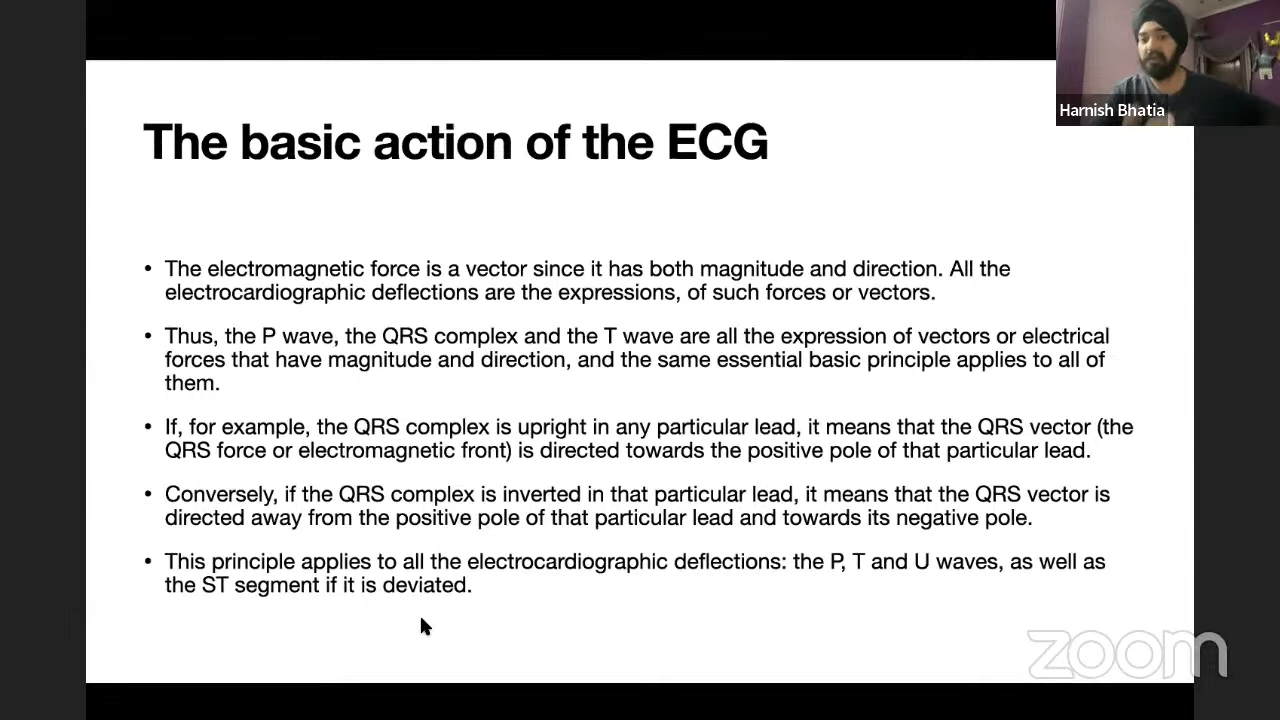 Harnish Bhatia
The basic action of the ECG
• The electromagnetic force is a vector since it has both magnitude and direction. All the
electrocardiographic deflections are the expressions, of such forces or vectors.
• Thus, the P wave, the QRS complex and the T wave are all the expression of vectors or electrical
forces that have magnitude and direction, and the same essential basic principle applies to all of
them.
• If, for example, the QRS complex is upright in any particular lead, it means that the QRS vector (the
QRS force or electromagnetic front) is directed towards the positive pole of that particular lead.
• Conversely, if the QRS complex is inverted in that particular lead, it means that the QRS vector is
directed away from the positive pole of that particular lead and towards its negative pole.
• This principle applies to all the electrocardiographic deflections: the P, T and U waves, as well as
the ST segment if it is deviated.
zoom